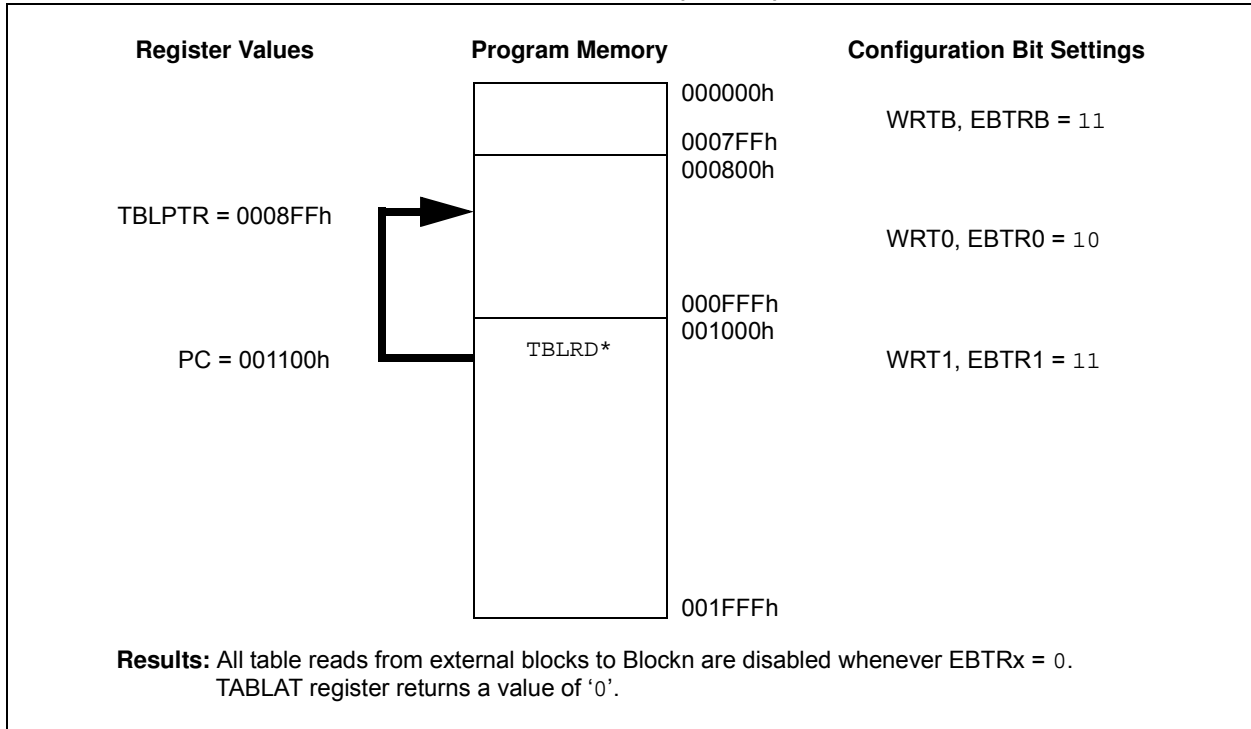 Register Values Program Memory Configuration Bit Settings
000000h
WRTB, EBTRB = 11
0007FFh
000800h
TBLPTR = 0008FFh
WRT0, EBTR0 = 10
000FFFh
001000h
TBLRD*
PC = 001100h
WRT1, EBTR1 = 11
001FFFh
Results: All table reads from external blocks to Blockn are disabled whenever EBTRx = 0.
TABLAT register returns a value of ‘0’.